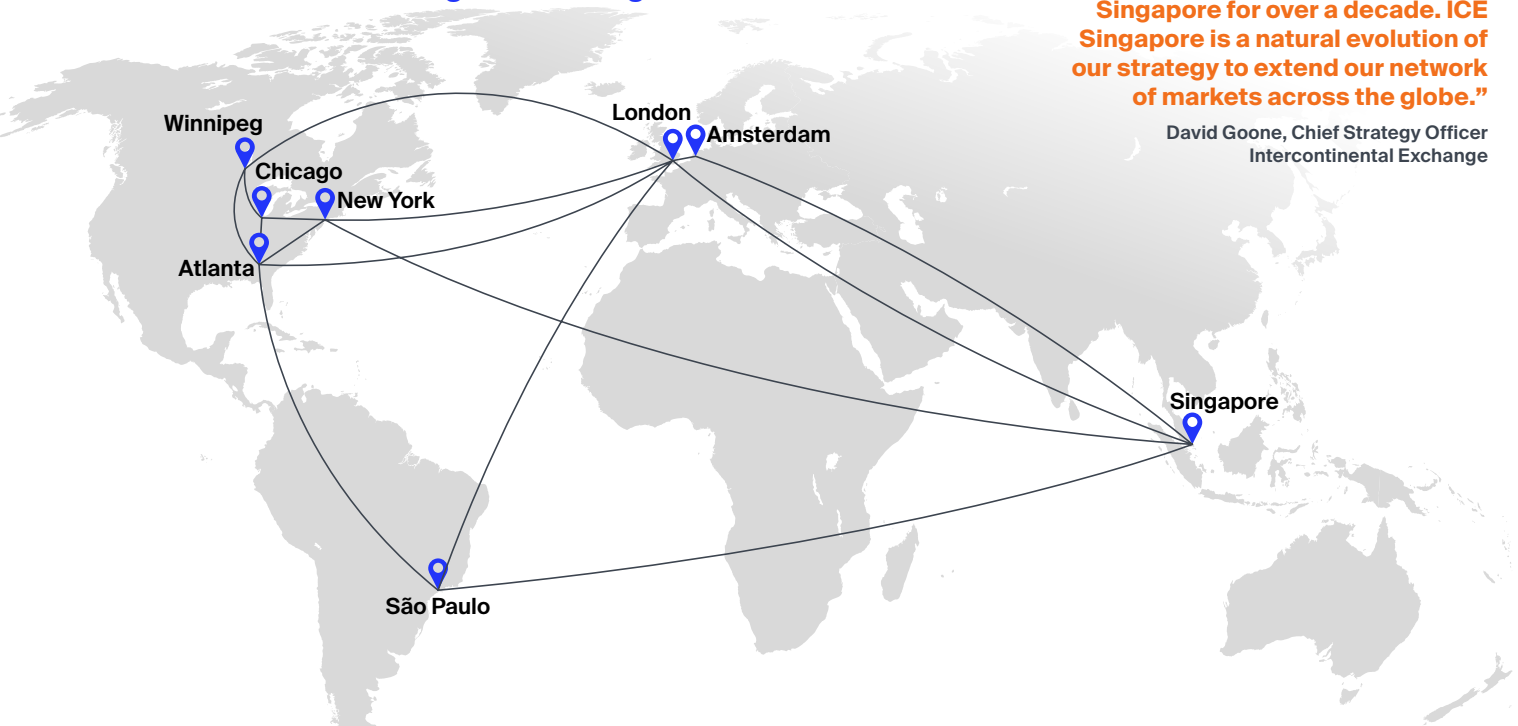 Singapore for over a decade. ICE
Singapore is a natural evolution of
our strategy to extend our network
of markets across the globe.”
David Goone, Chief Strategy Officer
Intercontinental Exchange
London
Amsterdam
Winnipeg
Chicago
New York
Atlanta
Singapore
São Paulo